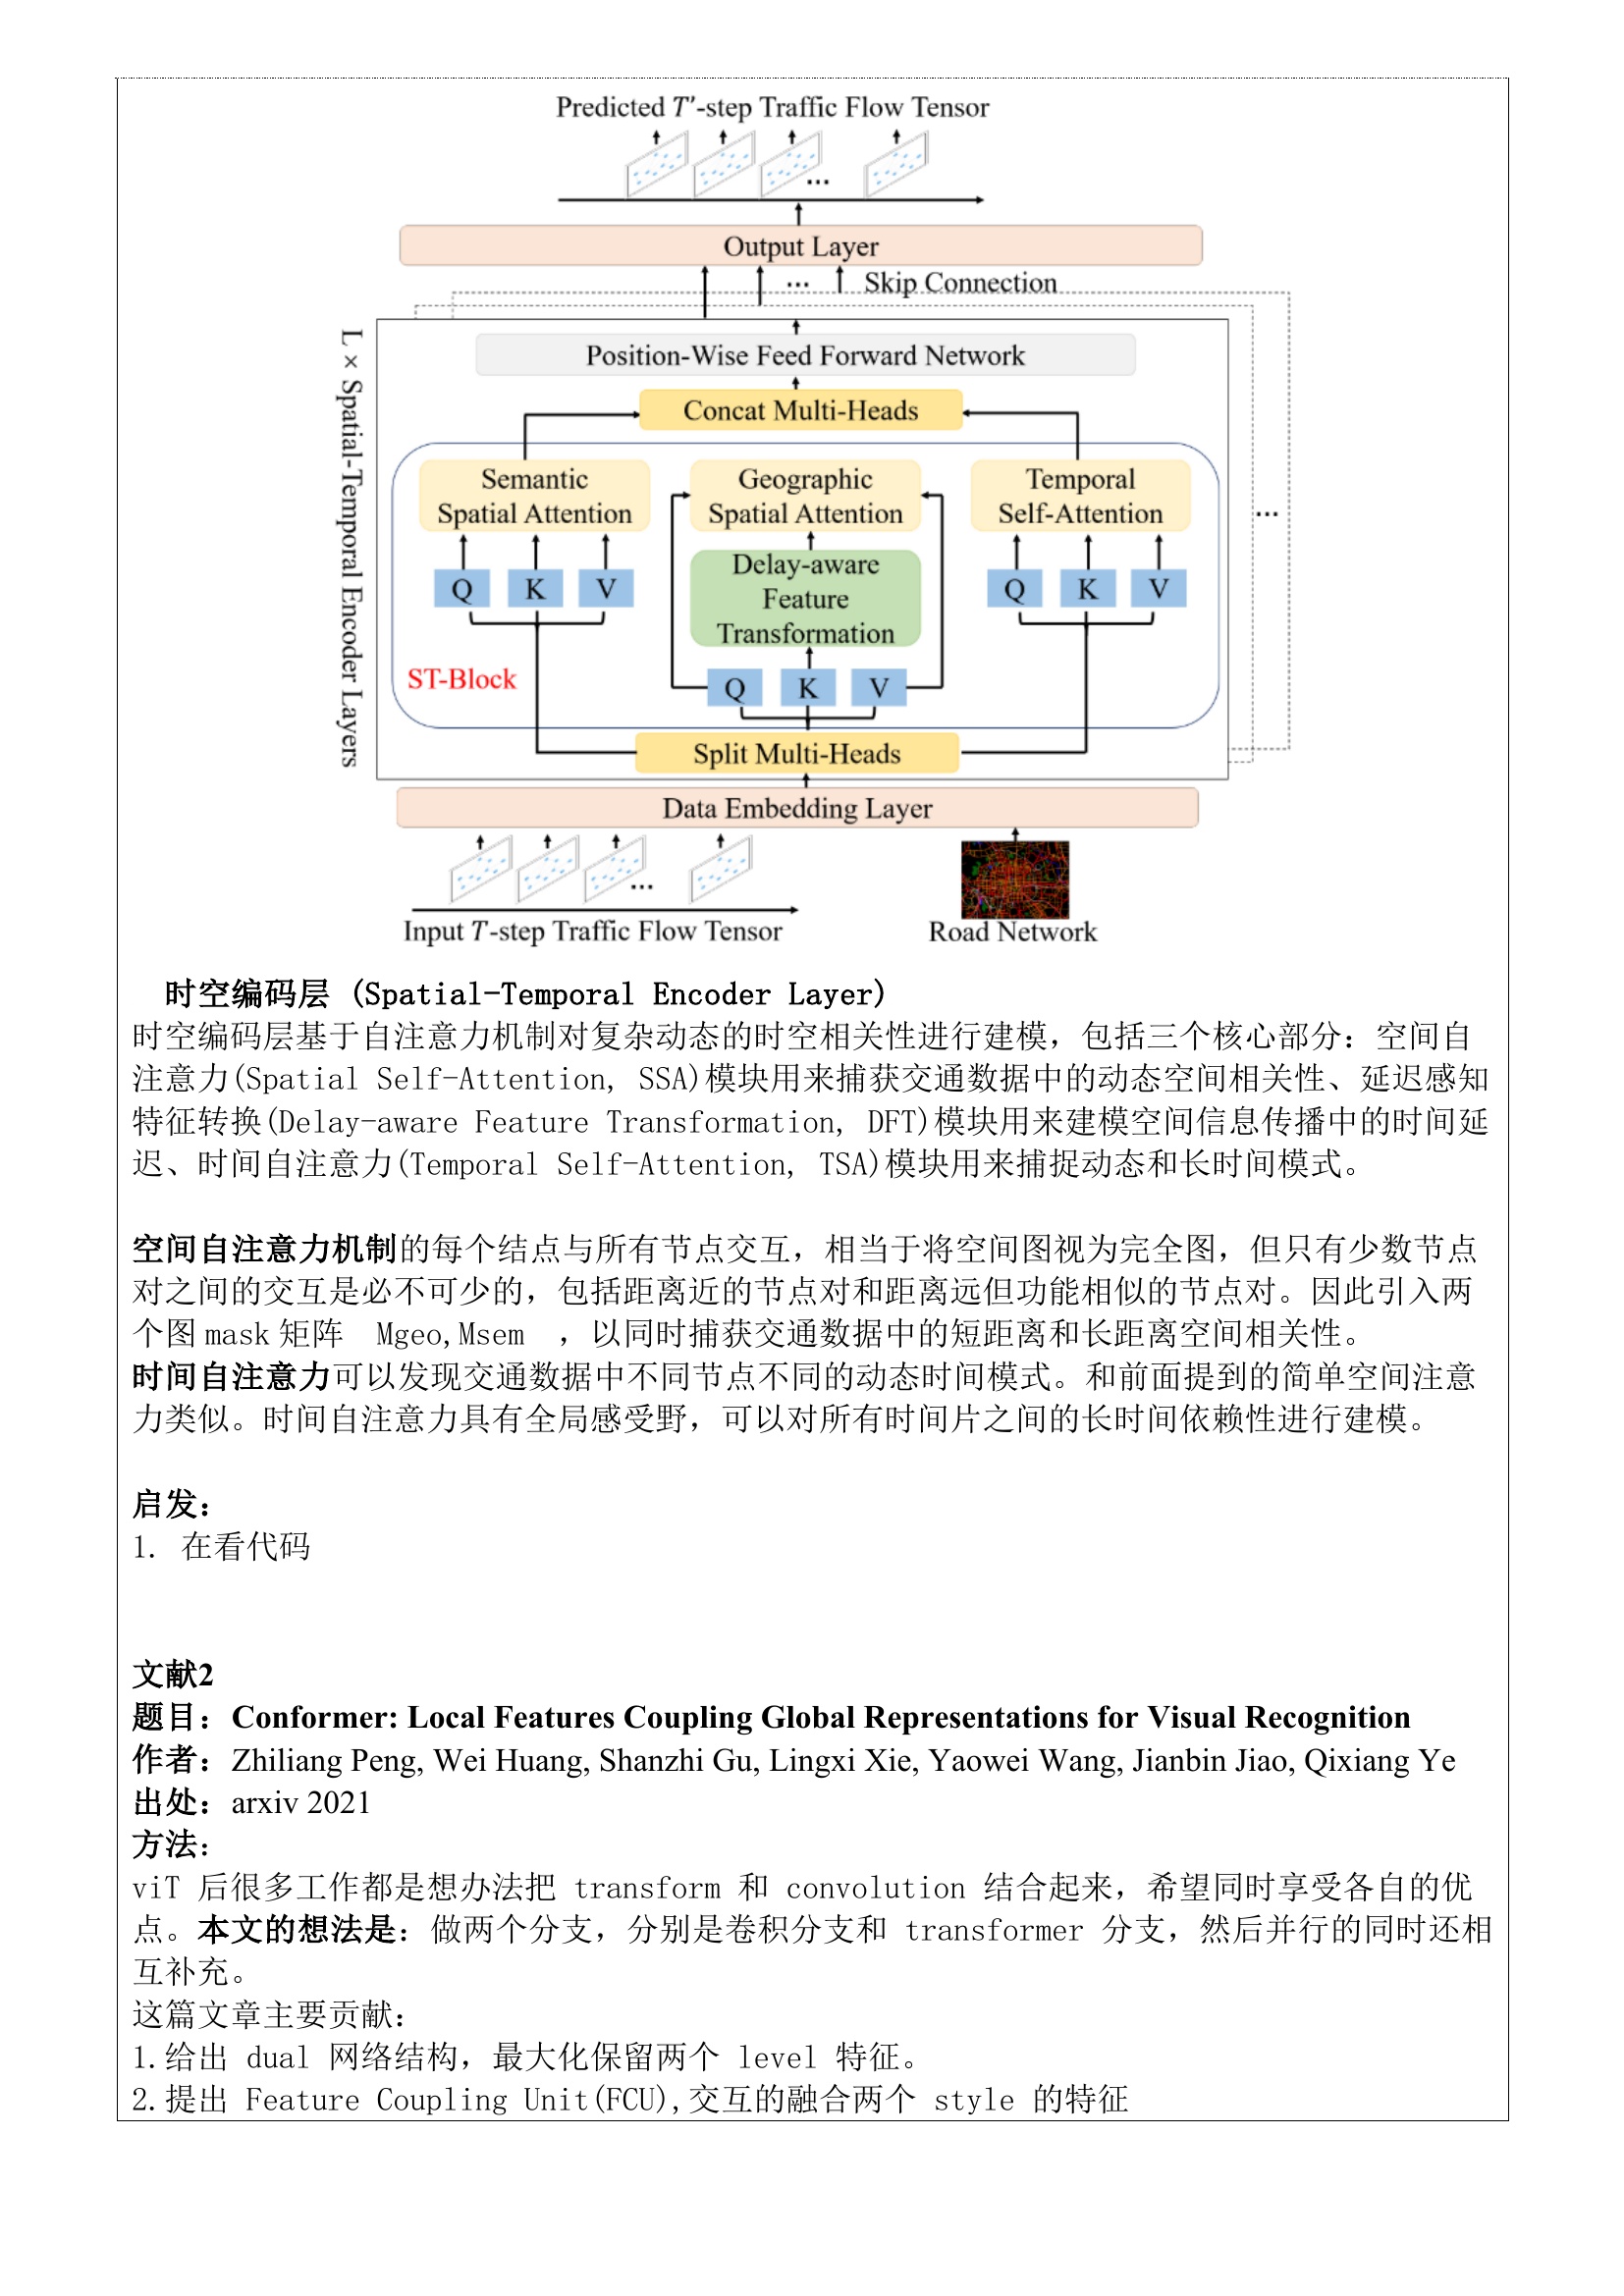 Predicted T'-step Traffic Flow Tensor
...
Output Layer
... Skip Connection
L × Spatial-Temporal Encoder Layers
Position-Wise Feed Forward Network
Concat Multi-Heads
Semantic
Spatial Attention
Geographic
Spatial Attention
Temporal
Self-Attention
...
Delay-aware
Feature
Transformation
Q K V
Q K V
ST-Block
Q K V
Split Multi-Heads
Data Embedding Layer
...
Input T-step Traffic Flow Tensor
Road Network
时空编码层 (Spatial-Temporal Encoder Layer)
时空编码层基于自注意力机制对复杂动态的时空相关性进行建模，包括三个核心部分：空间自
注意力(Spatial Self-Attention, SSA)模块用来捕获交通数据中的动态空间相关性、延迟感知
特征转换(Delay-aware Feature Transformation, DFT)模块用来建模空间信息传播中的时间延
迟、时间自注意力(Temporal Self-Attention, TSA)模块用来捕捉动态和长时间模式。
空间自注意力机制的每个结点与所有节点交互，相当于将空间图视为完全图，但只有少数节点
对之间的交互是必不可少的，包括距离近的节点对和距离远但功能相似的节点对。因此引入两
个图mask矩阵 Mgeo,Msem ，以同时捕获交通数据中的短距离和长距离空间相关性。
时间自注意力可以发现交通数据中不同节点不同的动态时间模式。和前面提到的简单空间注意
力类似。时间自注意力具有全局感受野，可以对所有时间片之间的长时间依赖性进行建模。
启发：
1. 在看代码
文献2
题目：Conformer: Local Features Coupling Global Representations for Visual Recognition
作者：Zhiliang Peng, Wei Huang, Shanzhi Gu, Lingxi Xie, Yaowei Wang, Jianbin Jiao, Qixiang Ye
出处：arxiv 2021
方法：
viT 后很多工作都是想办法把 transform 和 convolution 结合起来，希望同时享受各自的优
点。本文的想法是：做两个分支，分别是卷积分支和 transformer 分支，然后并行的同时还相
互补充。
这篇文章主要贡献：
1.给出 dual 网络结构，最大化保留两个 level 特征。
2.提出 Feature Coupling Unit(FCU),交互的融合两个 style 的特征